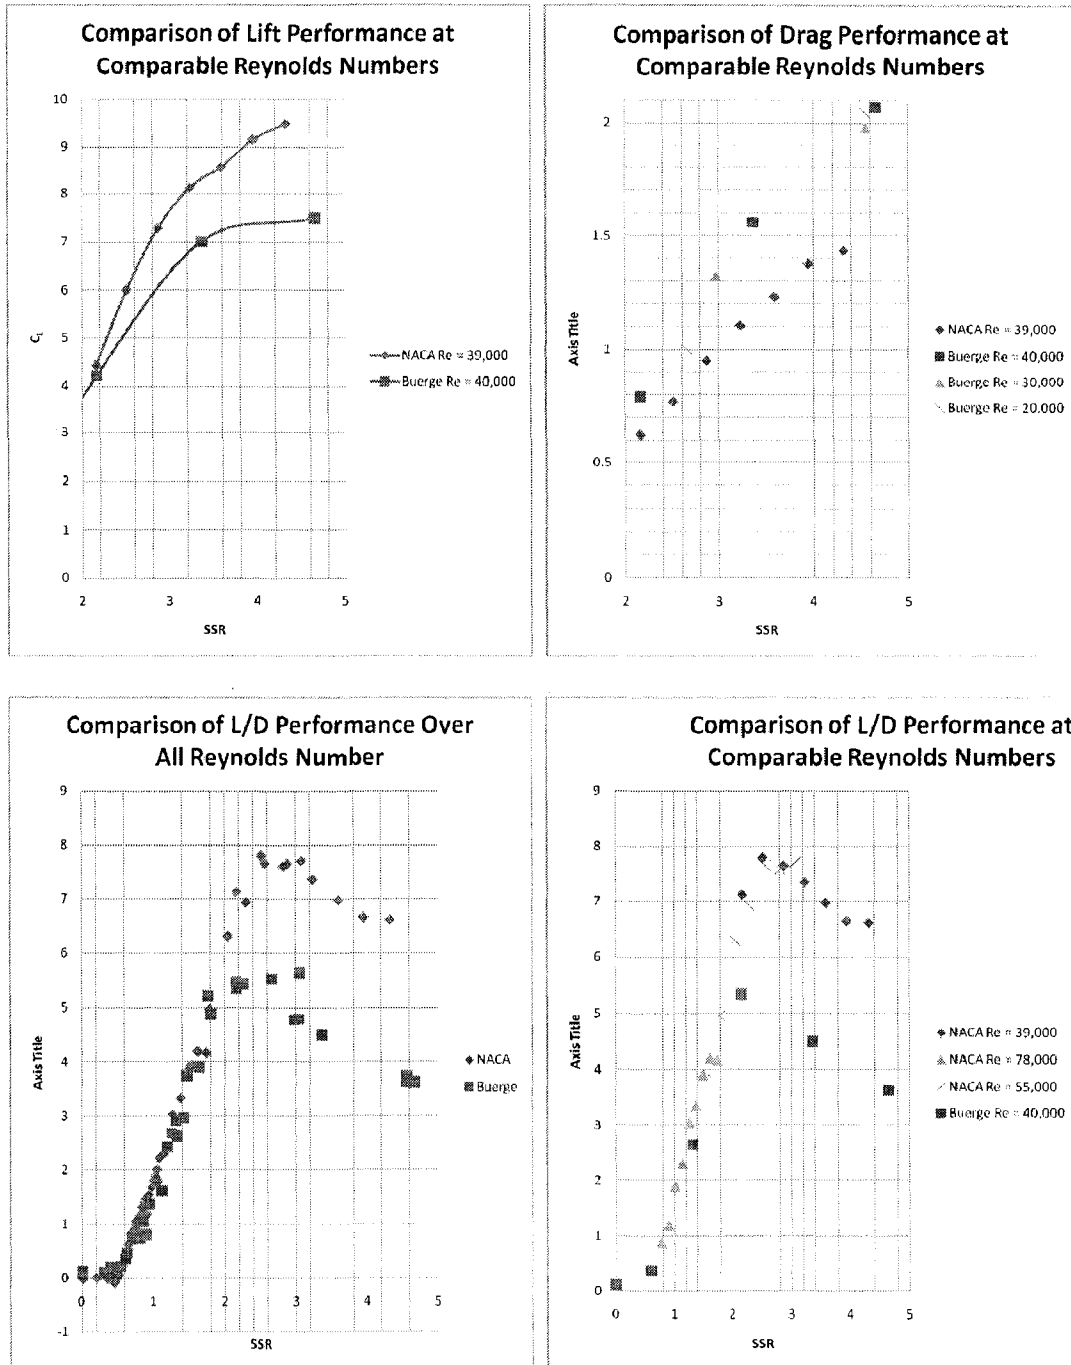 Comparison of Lift Performance at
Comparable Reynolds Numbers
10
9
8
7
6
5
4
3
2
1
0
C_L
2 3 4 5
SSR
NACA Re = 39,000
Buerge Re = 40,000
Comparison of Drag Performance at
Comparable Reynolds Numbers
2
1.5
1
0.5
0
Axis Title
2 3 4 5
SSR
NACA Re = 39,000
Buerge Re = 40,000
Buerge Re = 30,000
Buerge Re = 20.000
Comparison of L/D Performance Over
All Reynolds Number
9
8
7
6
5
4
3
2
1
0
-1
Axis Title
0 1 2 3 4 5
SSR
NACA
Buerge
Comparison of L/D Performance at
Comparable Reynolds Numbers
9
8
7
6
5
4
3
2
1
0
Axis Title
0 1 2 3 4 5
SSR
NACA Re = 39,000
NACA Re = 78,000
NACA Re = 55,000
Buerge Re = 40,000